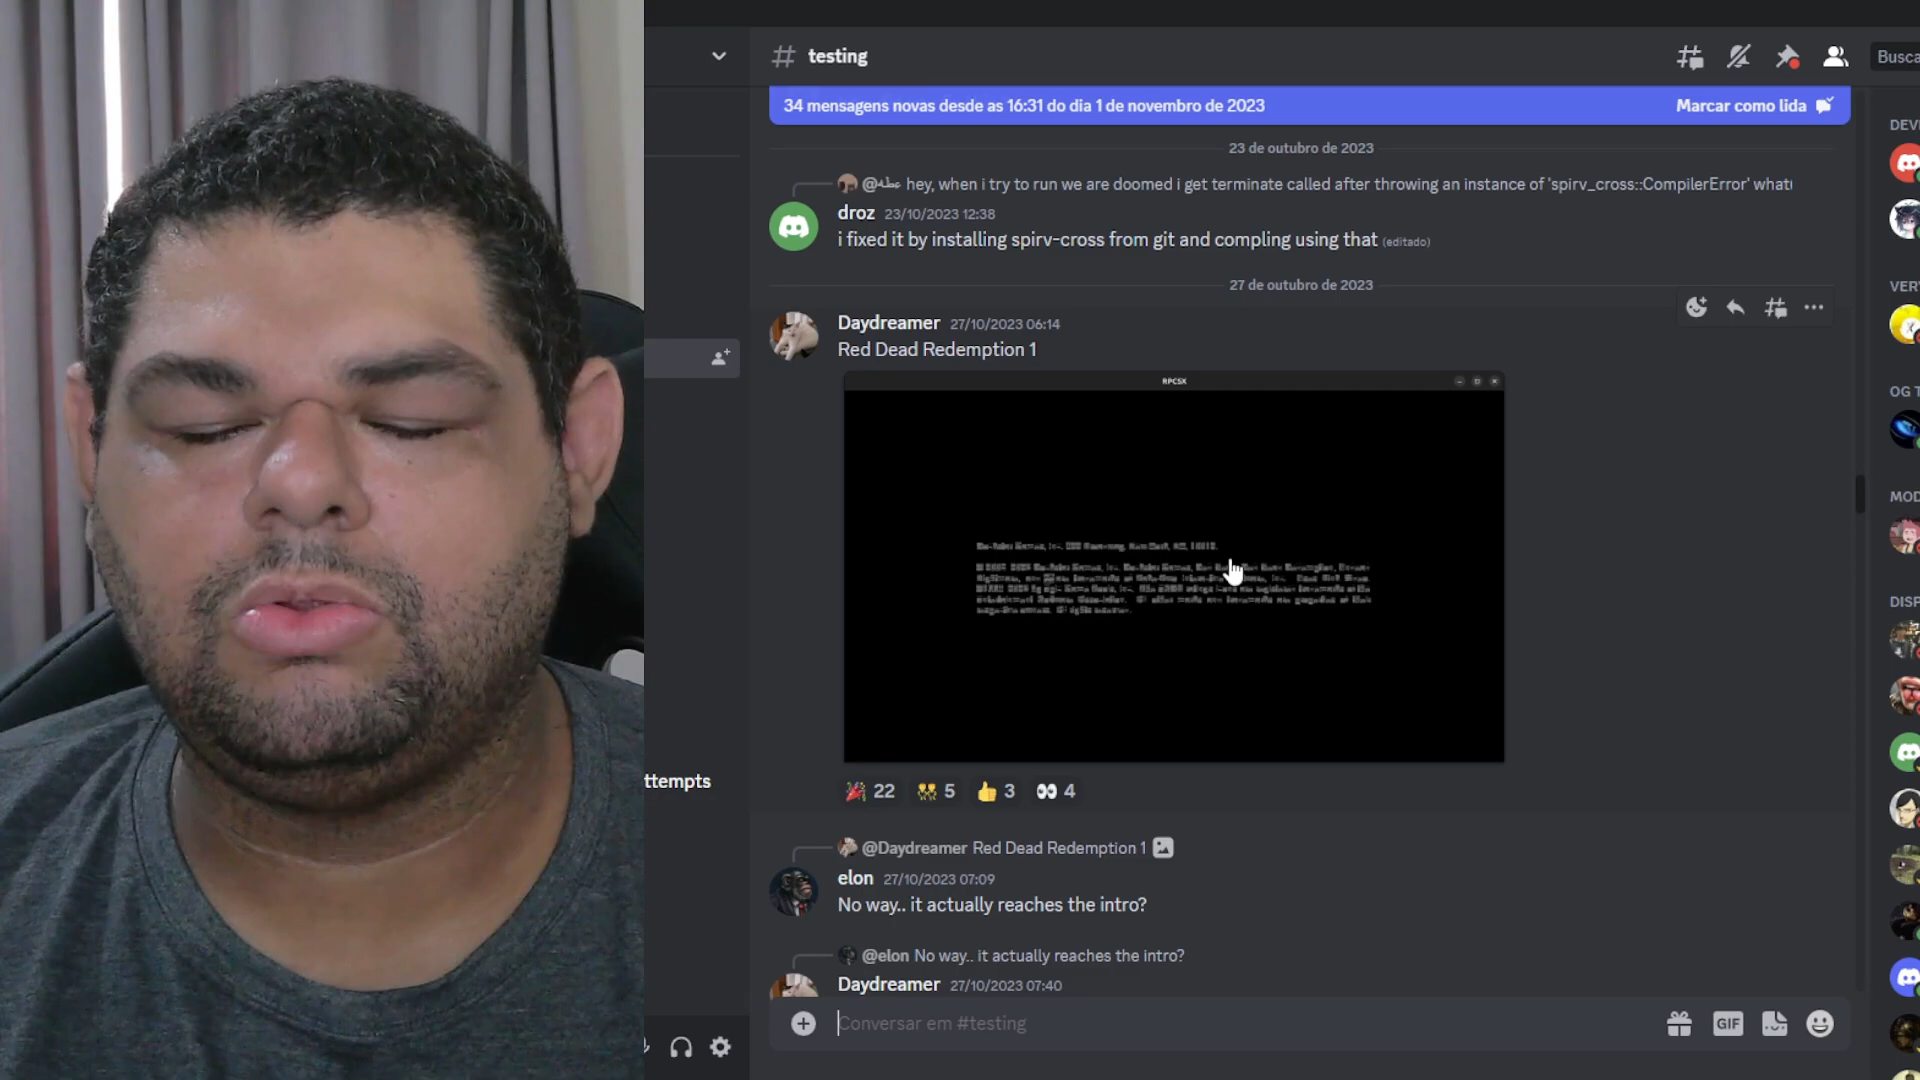 testing
Busca
34 mensagens novas desde as 16:31 do dia 1 de novembro de 2023
Marcar como lida
23 de outubro de 2023
hey, when i try to run we are doomed i get terminate called after throwing an instance of 'spirv_cross::CompilerError' what
droz 23/10/2023 12:38
i fixed it by installing spirv-cross from git and compling using that (editado)
27 de outubro de 2023
Daydreamer 27/10/2023 06:14
Red Dead Redemption 1
RPCSX
22 5 3 4
@Daydreamer Red Dead Redemption 1
elon 27/10/2023 07:09
No way.. it actually reaches the intro?
@elon No way.. it actually reaches the intro?
Daydreamer 27/10/2023 07:40
Conversar em #testing
GIF
ttempts
DEV
VER
OG T
MOD
DISP